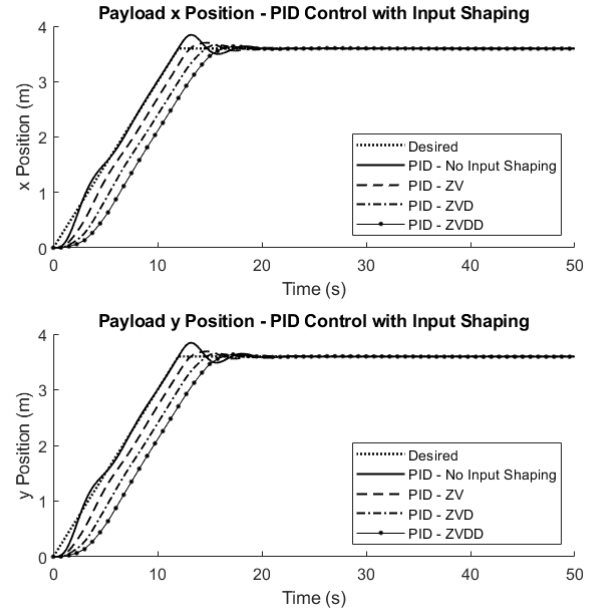 Payload x Position - PID Control with Input Shaping
4
3
2
1
0
x Position (m)
Desired
PID - No Input Shaping
PID - ZV
PID - ZVD
PID - ZVDD
0 10 20 30 40 50
Time (s)
Payload y Position - PID Control with Input Shaping
4
3
2
1
0
y Position (m)
Desired
PID - No Input Shaping
PID - ZV
PID - ZVD
PID - ZVDD
0 10 20 30 40 50
Time (s)